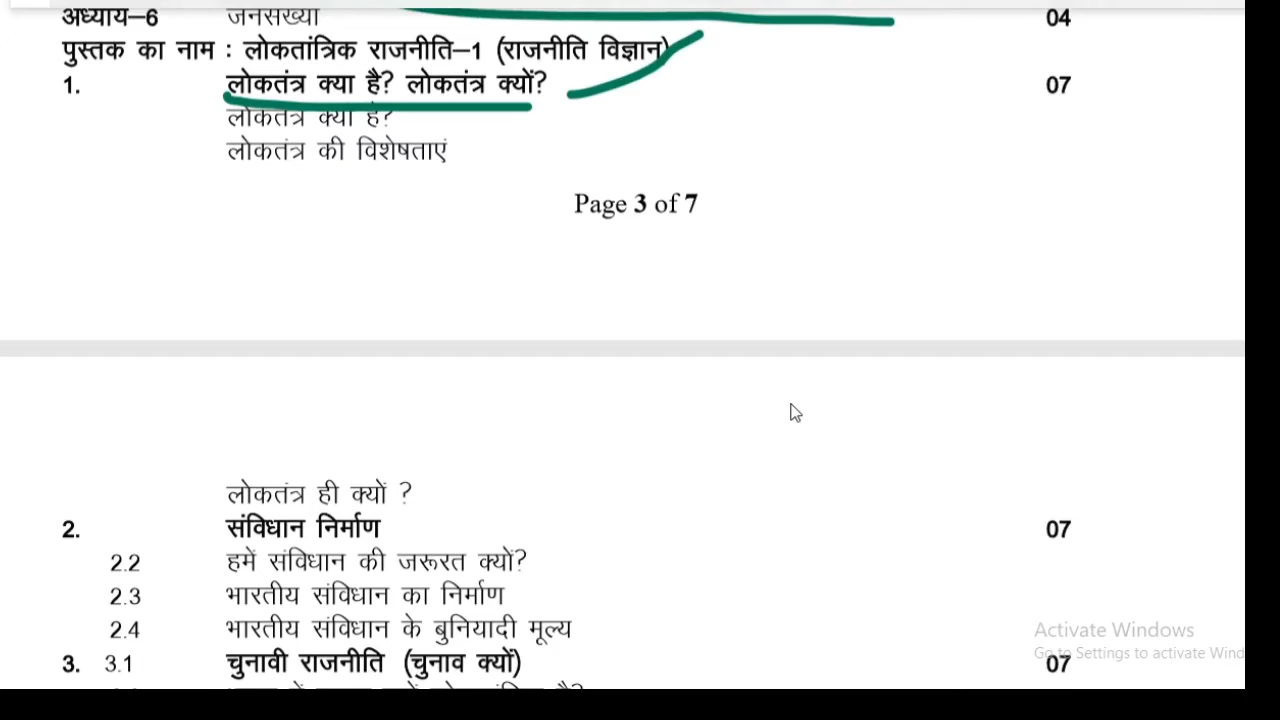 अध्याय–6 जनसंख्या 04
पुस्तक का नाम : लोकतांत्रिक राजनीति–1 (राजनीति विज्ञान)
1. लोकतंत्र क्या है? लोकतंत्र क्यों? 07
लोकतंत्र क्या है?
लोकतंत्र की विशेषताएं
Page 3 of 7
लोकतंत्र ही क्यों ?
2. संविधान निर्माण 07
2.2 हमें संविधान की जरूरत क्यों?
2.3 भारतीय संविधान का निर्माण
2.4 भारतीय संविधान के बुनियादी मूल्य
Activate Windows
Go to Settings to activate Wind
3. 3.1 चुनावी राजनीति (चुनाव क्यों) 07